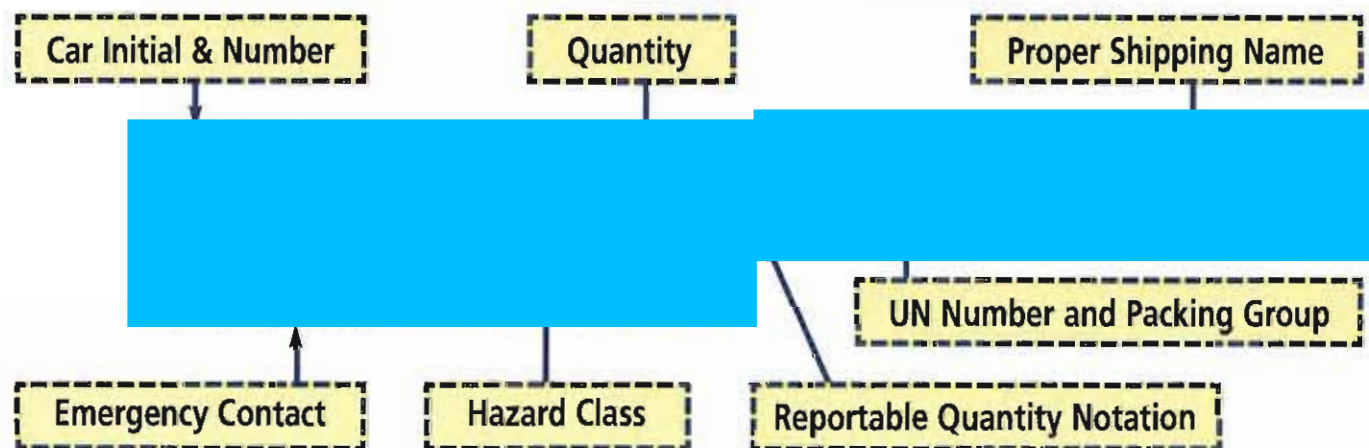 Car Initial & Number
Quantity
Proper Shipping Name
UN Number and Packing Group
Emergency Contact
Hazard Class
Reportable Quantity Notation